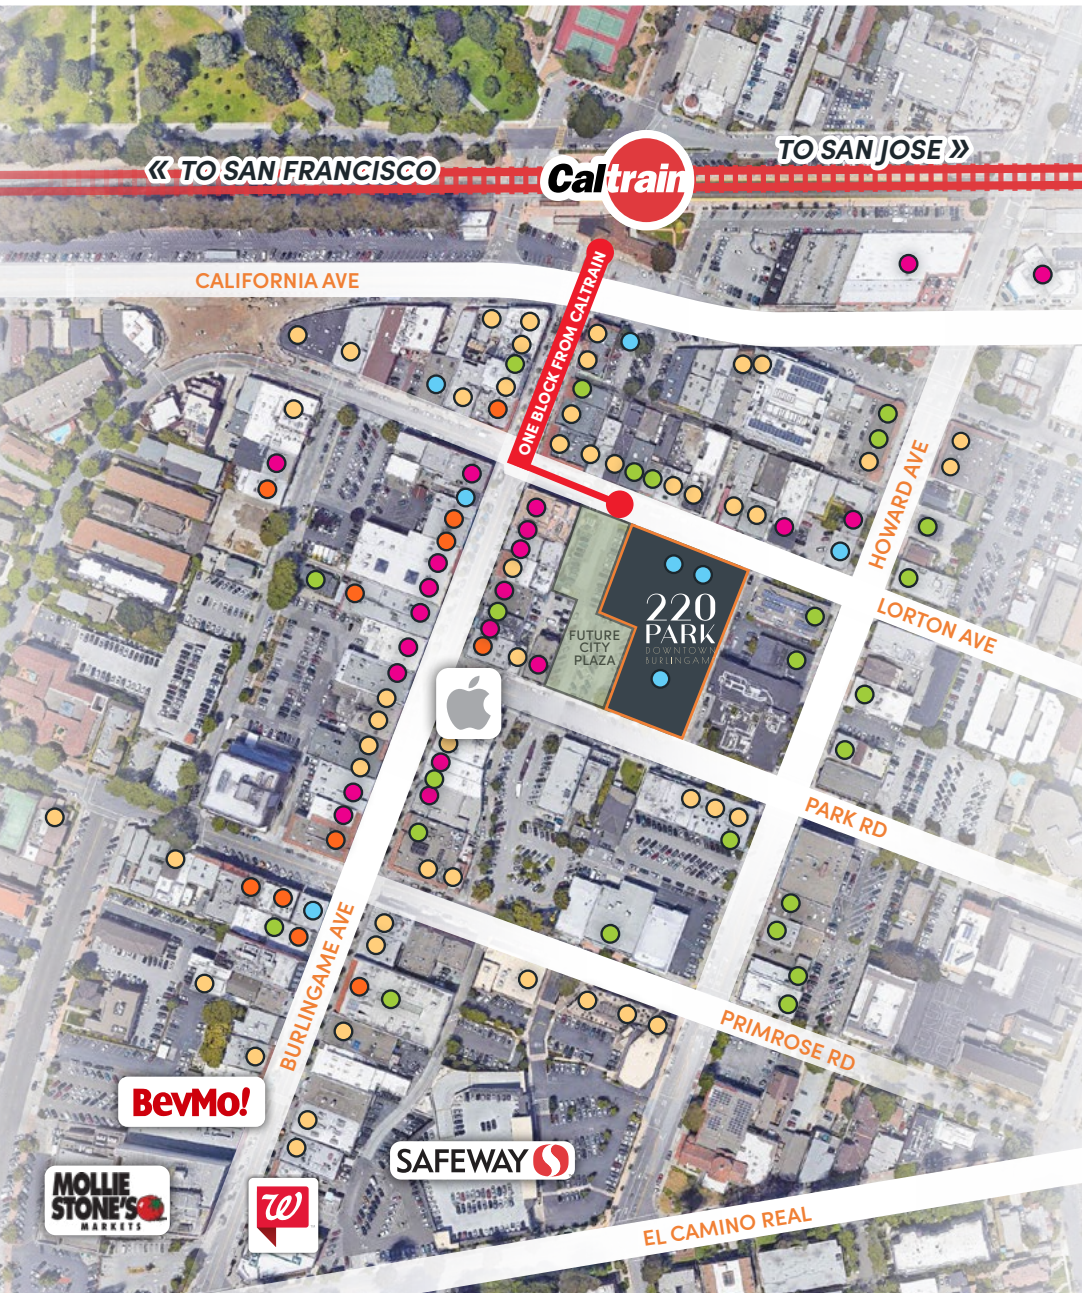 « TO SAN FRANCISCO
Caltrain
TO SAN JOSE »
CALIFORNIA AVE
ONE BLOCK FROM CALTRAIN
HOWARD AVE
LORTON AVE
220
PARK
DOWNTOWN
BURLINGAM
FUTURE
CITY
PLAZA
PARK RD
BURLINGAME AVE
PRIMROSE RD
BevMo!
SAFEWAY
MOLLIE
STONE'S
MARKETS
W
EL CAMINO REAL